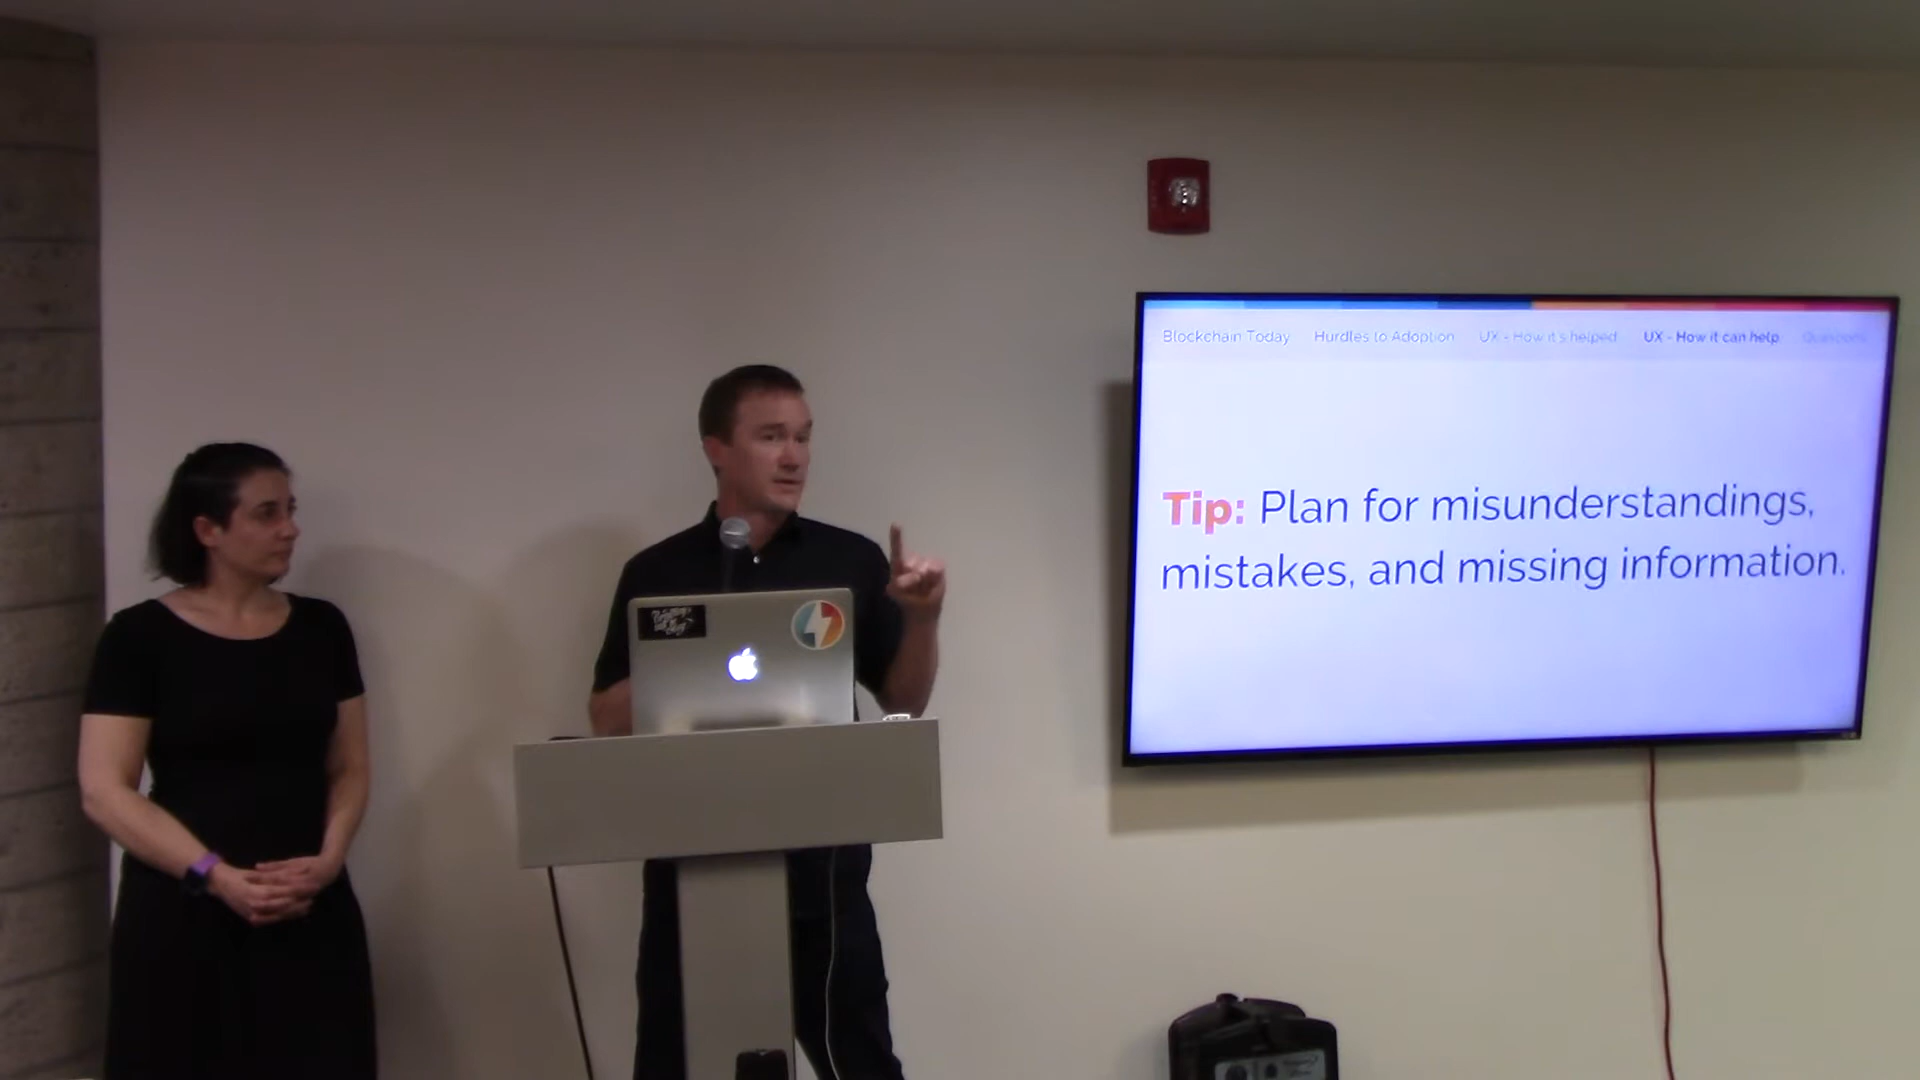 Blockchain Today Hurdles to Adoption UX - How it's helped UX - How it can help Questions
Tip: Plan for misunderstandings,
mistakes, and missing information.